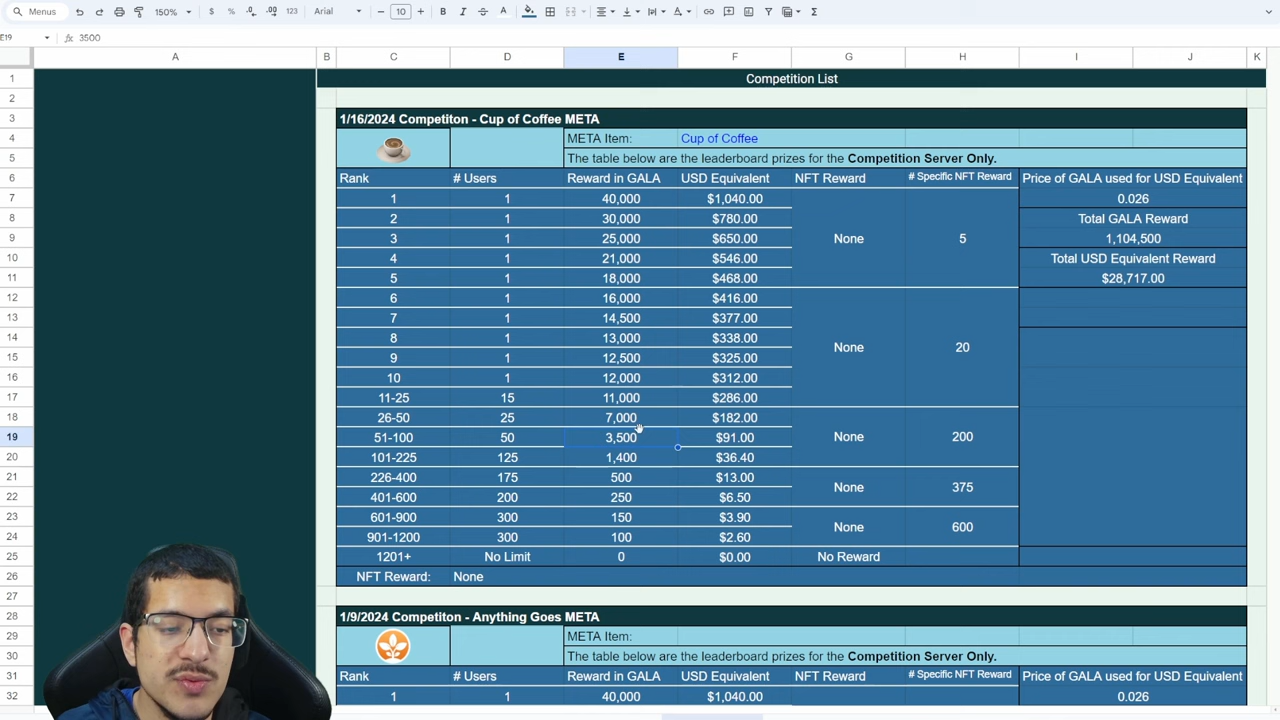 Menus 150% $ % .0 .00 123 Arial 10
E19 3500
A B C D E F G H I J K
1 Competition List
2
3 1/16/2024 Competiton - Cup of Coffee META
4 META Item: Cup of Coffee
5 The table below are the leaderboard prizes for the Competition Server Only.
6 Rank # Users Reward in GALA USD Equivalent NFT Reward # Specific NFT Reward Price of GALA used for USD Equivalent
7 1 1 40,000 $1,040.00 0.026
8 2 1 30,000 $780.00 Total GALA Reward
9 3 1 25,000 $650.00 None 5 1,104,500
10 4 1 21,000 $546.00 Total USD Equivalent Reward
11 5 1 18,000 $468.00 $28,717.00
12 6 1 16,000 $416.00
13 7 1 14,500 $377.00
14 8 1 13,000 $338.00 None 20
15 9 1 12,500 $325.00
16 10 1 12,000 $312.00
17 11-25 15 11,000 $286.00
18 26-50 25 7,000 $182.00
19 51-100 50 3,500 $91.00 None 200
20 101-225 125 1,400 $36.40
21 226-400 175 500 $13.00 None 375
22 401-600 200 250 $6.50
23 601-900 300 150 $3.90 None 600
24 901-1200 300 100 $2.60
25 1201+ No Limit 0 $0.00 No Reward
26 NFT Reward: None
27
28 1/9/2024 Competiton - Anything Goes META
29 META Item:
30 The table below are the leaderboard prizes for the Competition Server Only.
31 Rank # Users Reward in GALA USD Equivalent NFT Reward # Specific NFT Reward Price of GALA used for USD Equivalent
32 1 1 40,000 $1,040.00 0.026